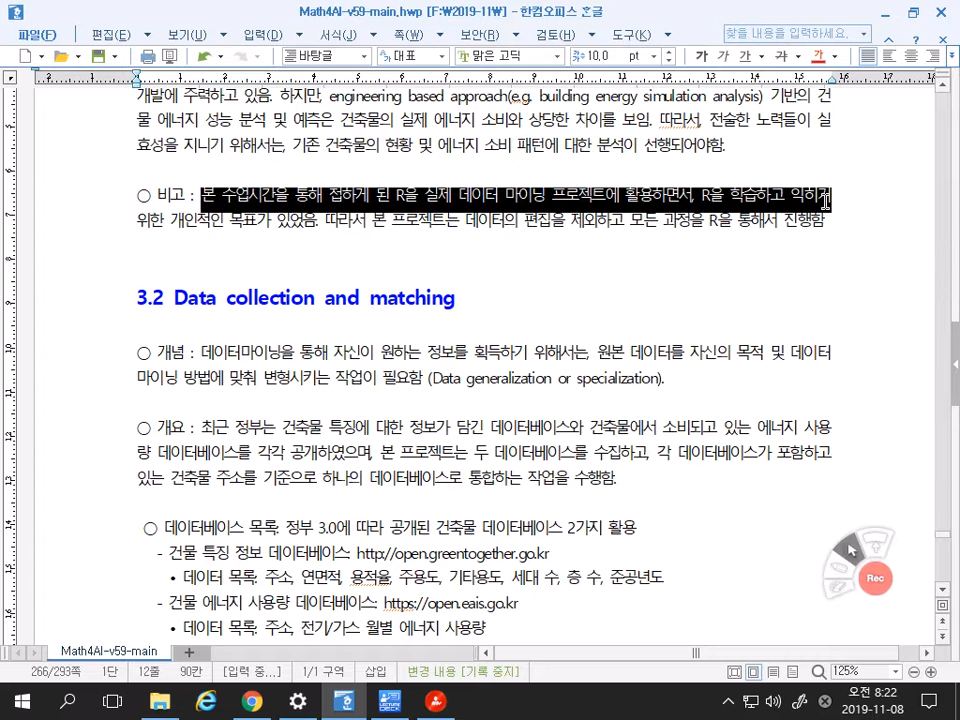 Math4AI-v59-main.hwp [F:₩2019-11₩] - 한컴오피스 한글
파일(F) 편집(E) 보기(U) 입력(D) 서식(J) 쪽(W) 보안(R) 검토(H) 도구(K) 찾을 내용을 입력하세요.
바탕글 대표 맑은 고딕 10.0 pt 가 가 가 가 가
2 1 1 2 3 4 5 6 7 8 9 10 11 12 13 14 15 16 17 18
개발에 주력하고 있음. 하지만, engineering based approach(e.g. building energy simulation analysis) 기반의 건
물 에너지 성능 분석 및 예측은 건축물의 실제 에너지 소비와 상당한 차이를 보임. 따라서, 전술한 노력들이 실
효성을 지니기 위해서는, 기존 건축물의 현황 및 에너지 소비 패턴에 대한 분석이 선행되어야함.
○ 비고 : 본 수업시간을 통해 접하게 된 R을 실제 데이터 마이닝 프로젝트에 활용하면서, R을 학습하고 익히기
위한 개인적인 목표가 있었음. 따라서 본 프로젝트는 데이터의 편집을 제외하고 모든 과정을 R을 통해서 진행함
3.2 Data collection and matching
○ 개념 : 데이터마이닝을 통해 자신이 원하는 정보를 획득하기 위해서는, 원본 데이터를 자신의 목적 및 데이터
마이닝 방법에 맞춰 변형시키는 작업이 필요함 (Data generalization or specialization).
○ 개요 : 최근 정부는 건축물 특징에 대한 정보가 담긴 데이터베이스와 건축물에서 소비되고 있는 에너지 사용
량 데이터베이스를 각각 공개하였으며, 본 프로젝트는 두 데이터베이스를 수집하고, 각 데이터베이스가 포함하고
있는 건축물 주소를 기준으로 하나의 데이터베이스로 통합하는 작업을 수행함.
○ 데이터베이스 목록: 정부 3.0에 따라 공개된 건축물 데이터베이스 2가지 활용
- 건물 특징 정보 데이터베이스: http://open.greentogether.go.kr
• 데이터 목록: 주소, 연면적, 용적율, 주용도, 기타용도, 세대 수, 층 수, 준공년도
- 건물 에너지 사용량 데이터베이스: https://open.eais.go.kr
• 데이터 목록: 주소, 전기/가스 월별 에너지 사용량
Rec
Math4AI-v59-main
266/293쪽 1단 12줄 90칸 [입력 중...] 1/1 구역 삽입 변경 내용 [기록 중지] 125%
오전 8:22
2019-11-08